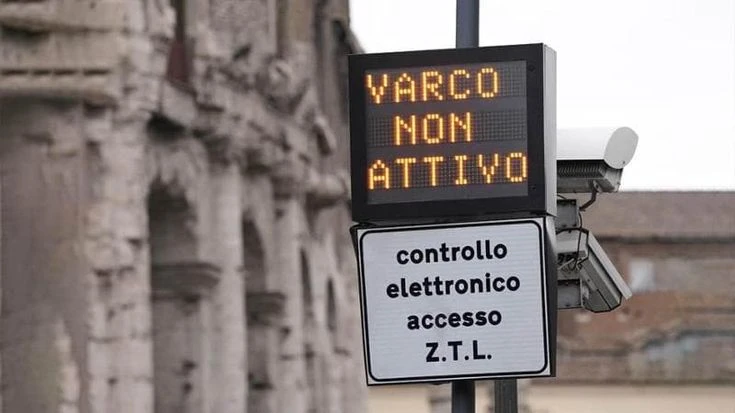 VARCO
NON
ATTIVO
controllo
elettronico
accesso
Z.T.L.